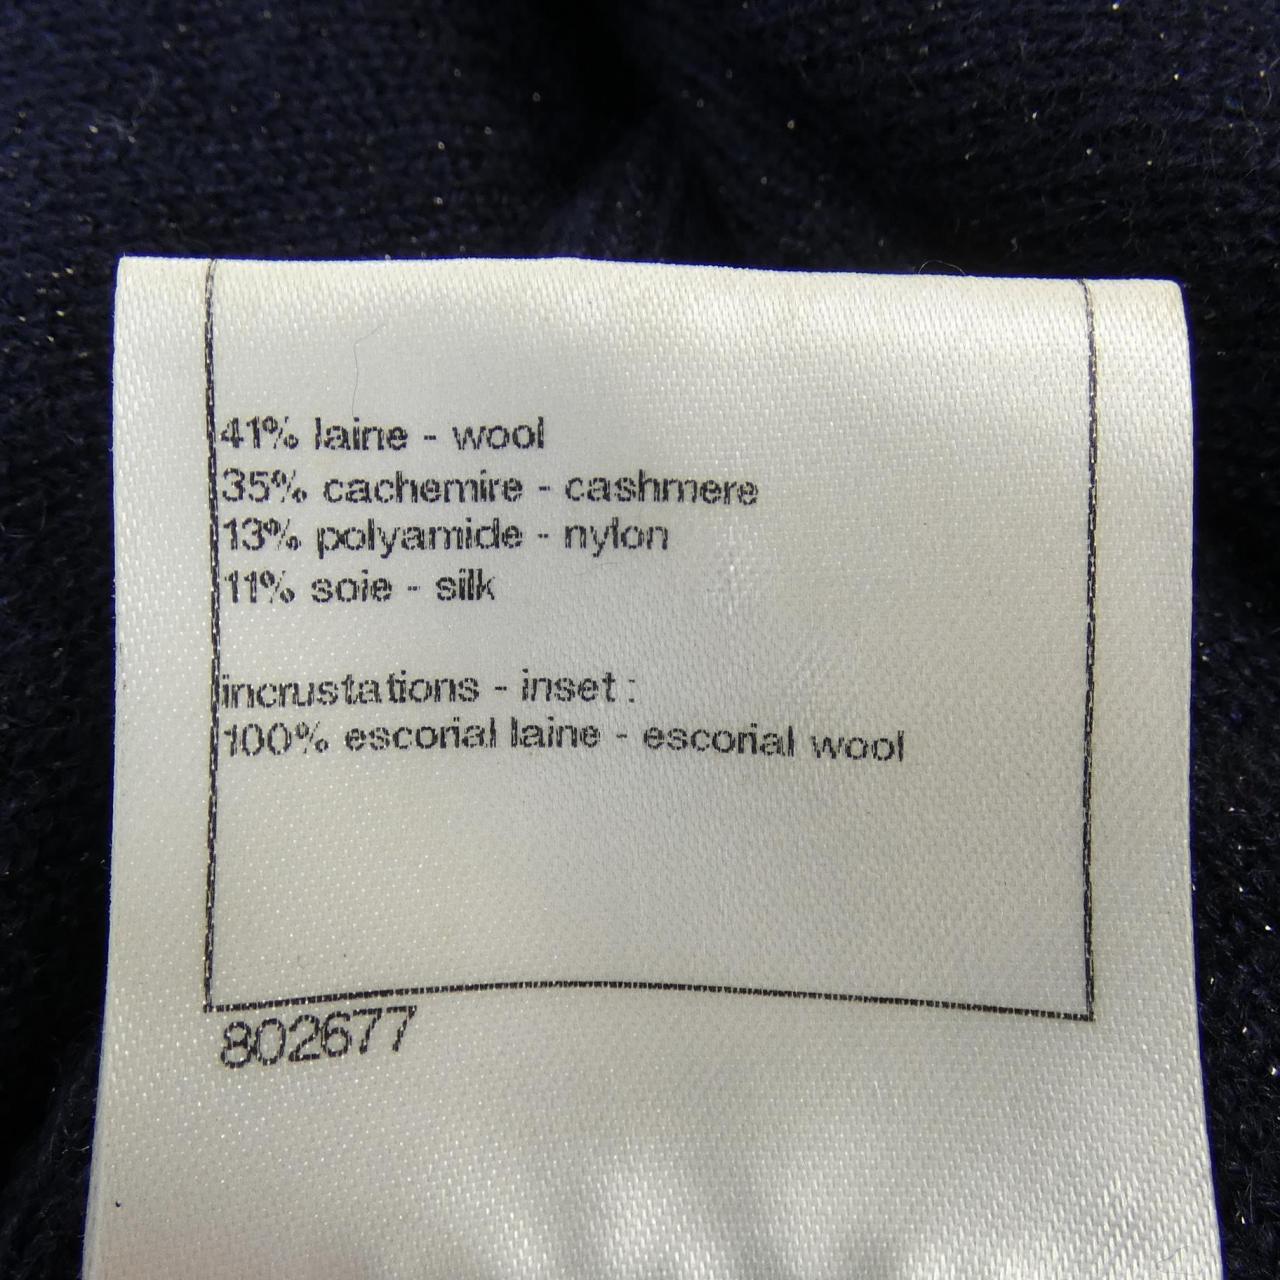 41% laine - wool
35% cachemire - cashmere
13% polyamide - nylon
11% soie - silk
incrustations - inset :
100% escorial laine - escorial wool
802677